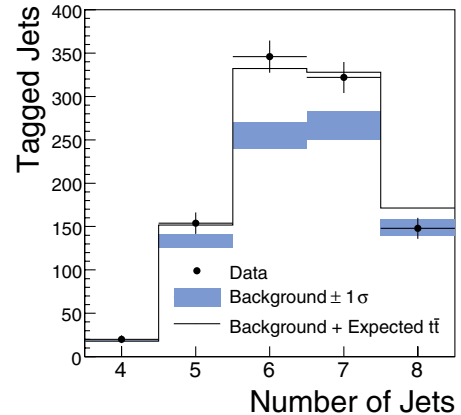 Tagged Jets
400
350
300
250
200
150
100
50
0
Data
Background ± 1 σ
Background + Expected tt̄
4 5 6 7 8
Number of Jets